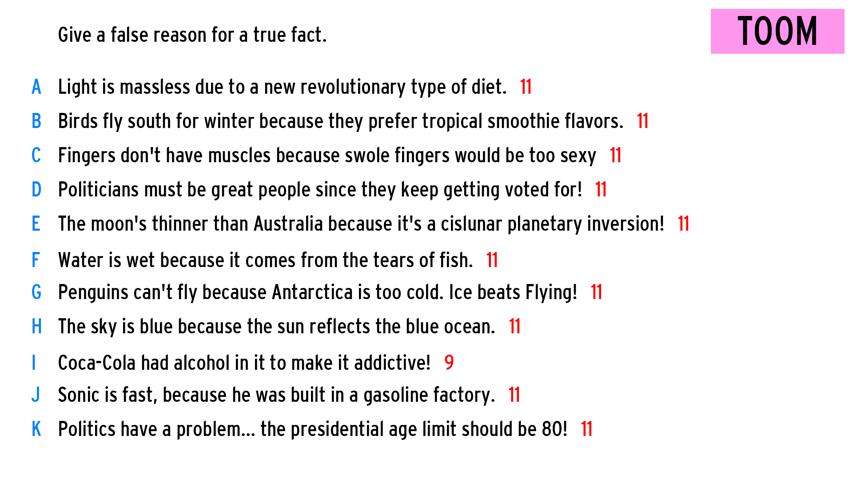 Give a false reason for a true fact.
TOOM
A Light is massless due to a new revolutionary type of diet. 11
B Birds fly south for winter because they prefer tropical smoothie flavors. 11
C Fingers don't have muscles because swole fingers would be too sexy 11
D Politicians must be great people since they keep getting voted for! 11
E The moon's thinner than Australia because it's a cislunar planetary inversion! 11
F Water is wet because it comes from the tears of fish. 11
G Penguins can't fly because Antarctica is too cold. Ice beats Flying! 11
H The sky is blue because the sun reflects the blue ocean. 11
I Coca-Cola had alcohol in it to make it addictive! 9
J Sonic is fast, because he was built in a gasoline factory. 11
K Politics have a problem... the presidential age limit should be 80! 11